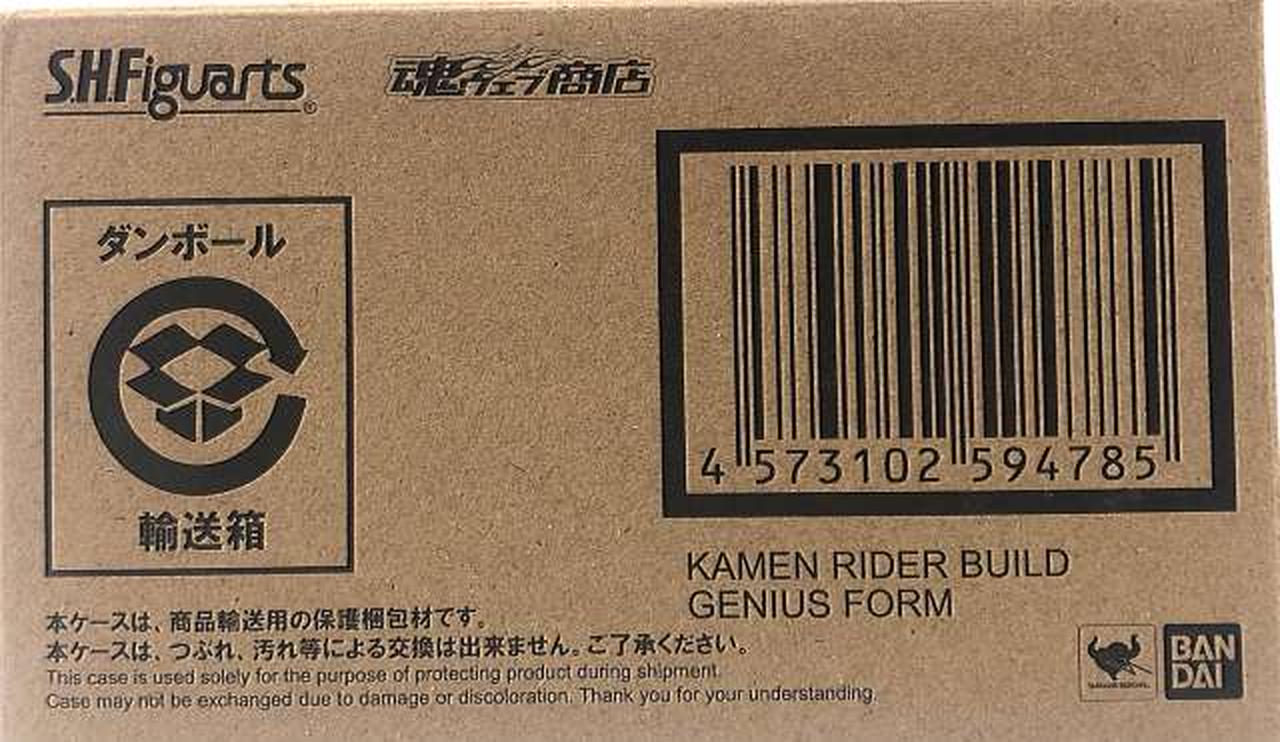 S.H.Figuarts®
魂ウェブ商店
ダンボール
輸送箱
4 573102 594785
KAMEN RIDER BUILD
GENIUS FORM
本ケースは、商品輸送用の保護梱包材です。
本ケースは、つぶれ、汚れ等による交換は出来ません。ご了承ください。
This case is used solely for the purpose of protecting product during shipment.
Case may not be exchanged due to damage or discoloration. Thank you for your understanding.
BAN
DAI